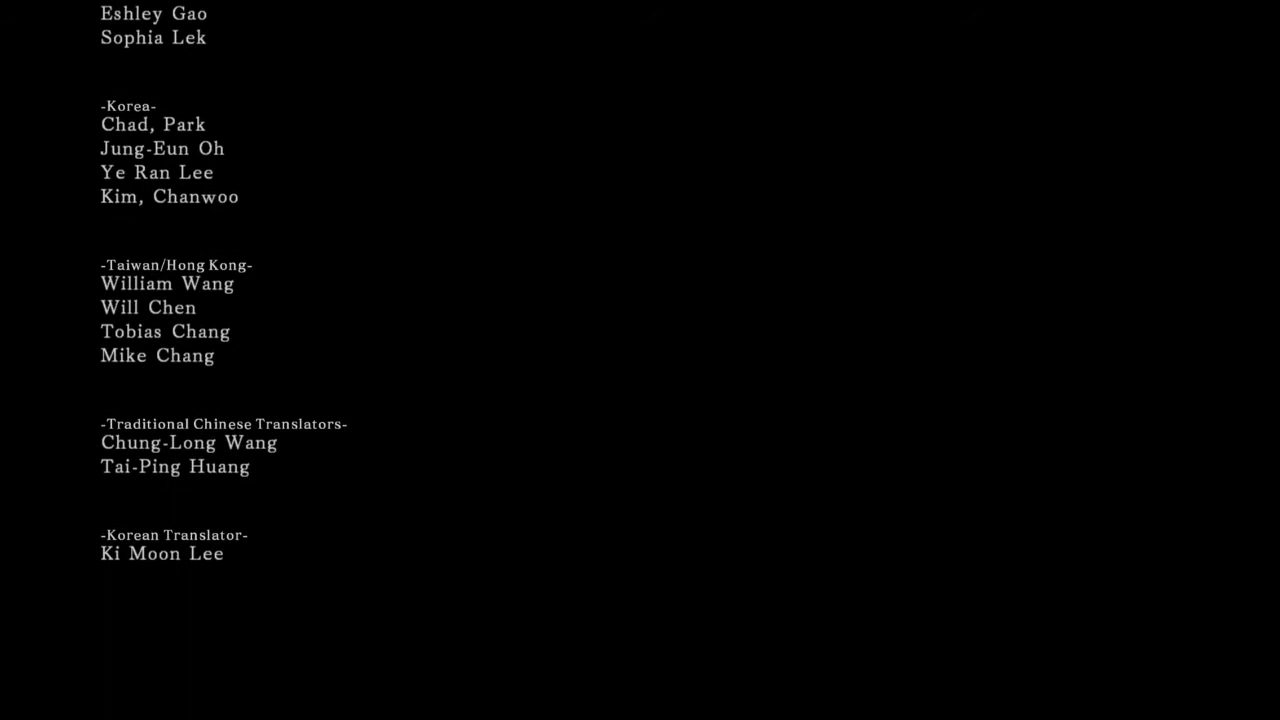 Eshley Gao
Sophia Lek
-Korea-
Chad, Park
Jung-Eun Oh
Ye Ran Lee
Kim, Chanwoo
-Taiwan/Hong Kong-
William Wang
Will Chen
Tobias Chang
Mike Chang
-Traditional Chinese Translators-
Chung-Long Wang
Tai-Ping Huang
-Korean Translator-
Ki Moon Lee